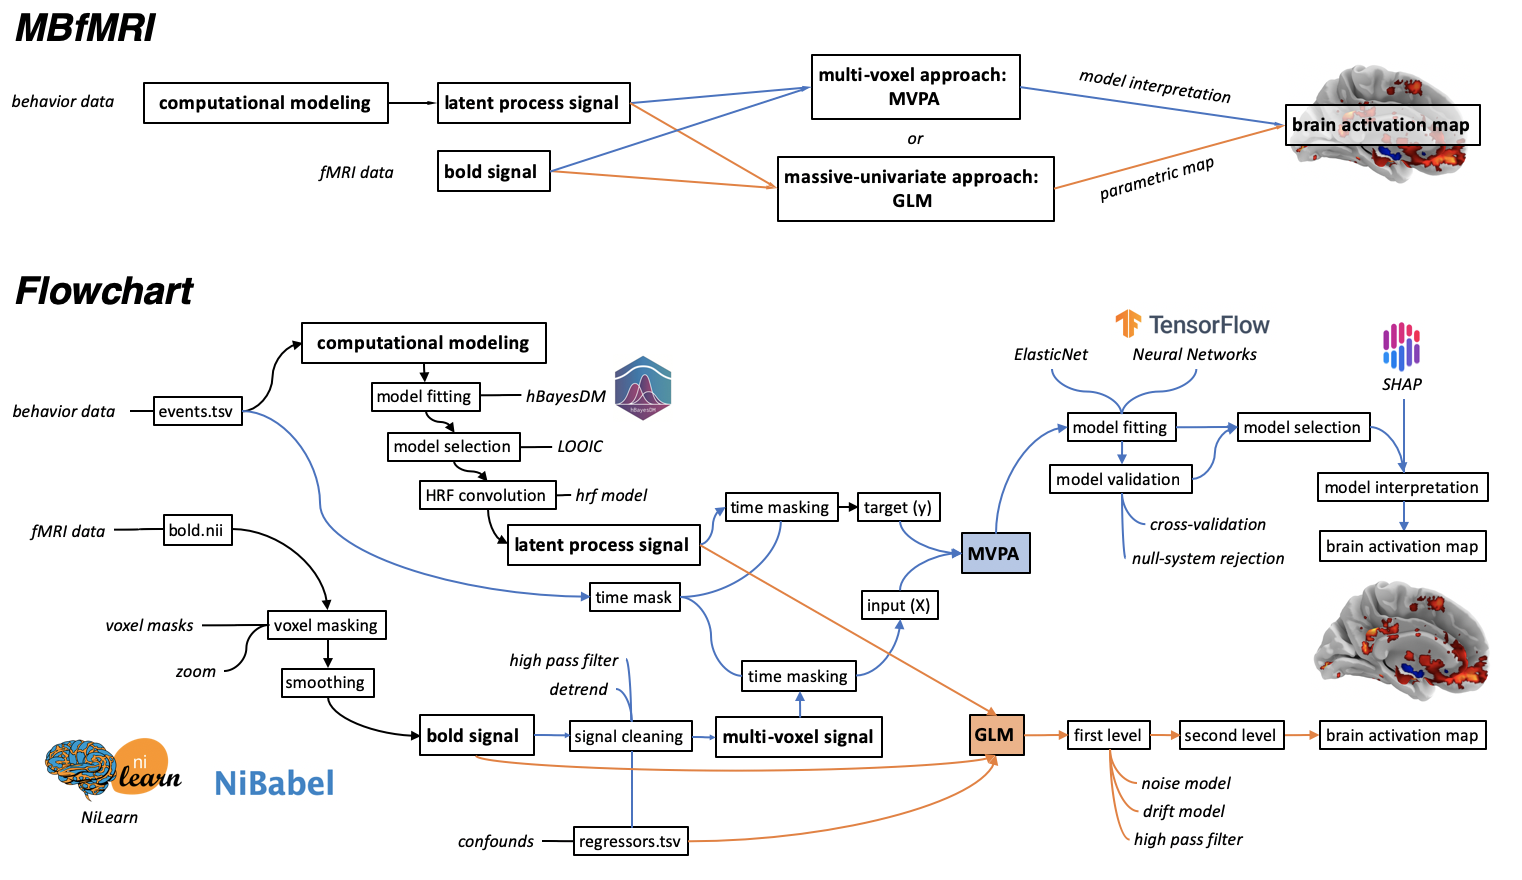 MBfMRI
behavior data
computational modeling
latent process signal
multi-voxel approach:
MVPA
model interpretation
brain activation map
or
fMRI data
bold signal
massive-univariate approach:
GLM
parametric map
Flowchart
computational modeling
model fitting
hBayesDM
hBayesDM
behavior data
events.tsv
model selection
LOOIC
HRF convolution
hrf model
fMRI data
bold.nii
latent process signal
time masking
target (y)
time mask
MVPA
input (X)
voxel masks
voxel masking
zoom
smoothing
high pass filter
detrend
time masking
bold signal
signal cleaning
multi-voxel signal
ni
learn
NiLearn
NiBabel
confounds
regressors.tsv
TensorFlow
ElasticNet
Neural Networks
SHAP
model fitting
model selection
model validation
model interpretation
cross-validation
null-system rejection
brain activation map
GLM
first level
second level
brain activation map
noise model
drift model
high pass filter